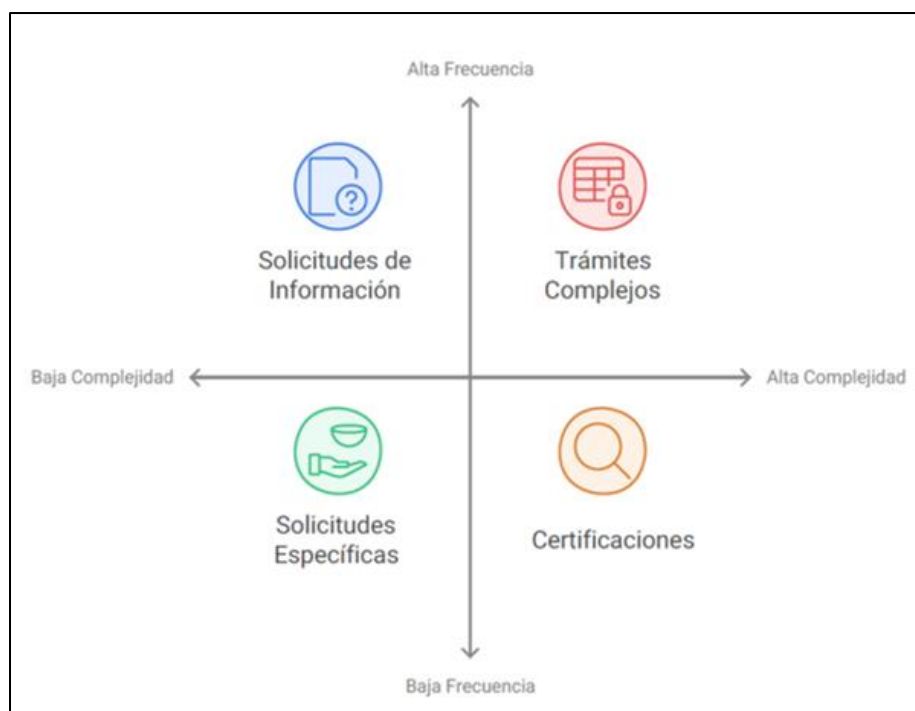 Alta Frecuencia
Solicitudes de
Información
Trámites
Complejos
Baja Complejidad
Alta Complejidad
Solicitudes
Específicas
Certificaciones
Baja Frecuencia